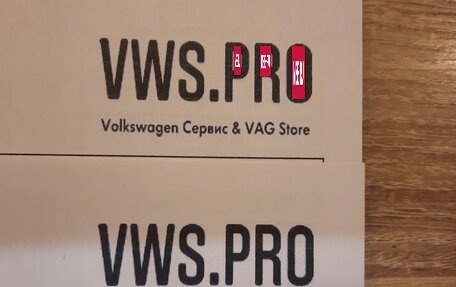 VWS.PRO
Volkswagen Сервис & VAG Store
VWS.PRO